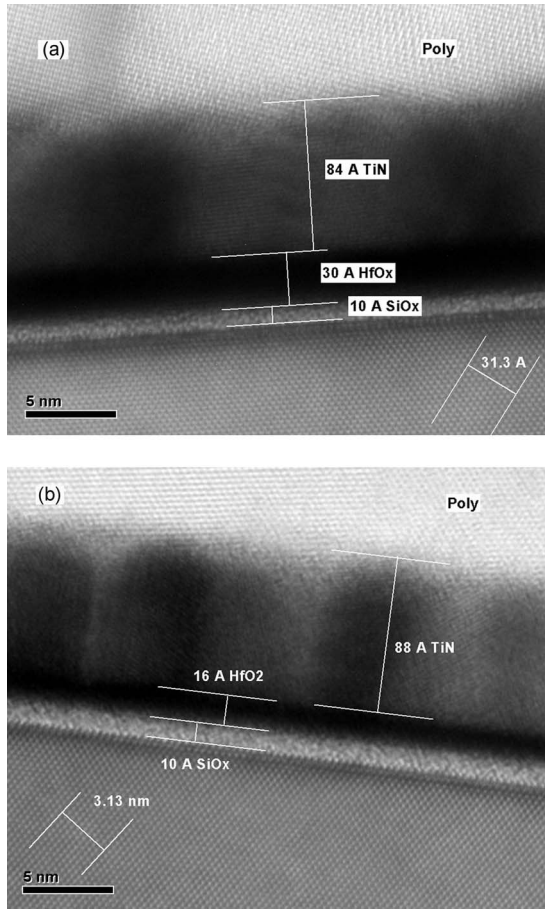 (a)
Poly
84 A TiN
30 A HfOx
10 A SiOx
31.3 A
5 nm
(b)
Poly
88 A TiN
16 A HfO2
10 A SiOx
3.13 nm
5 nm